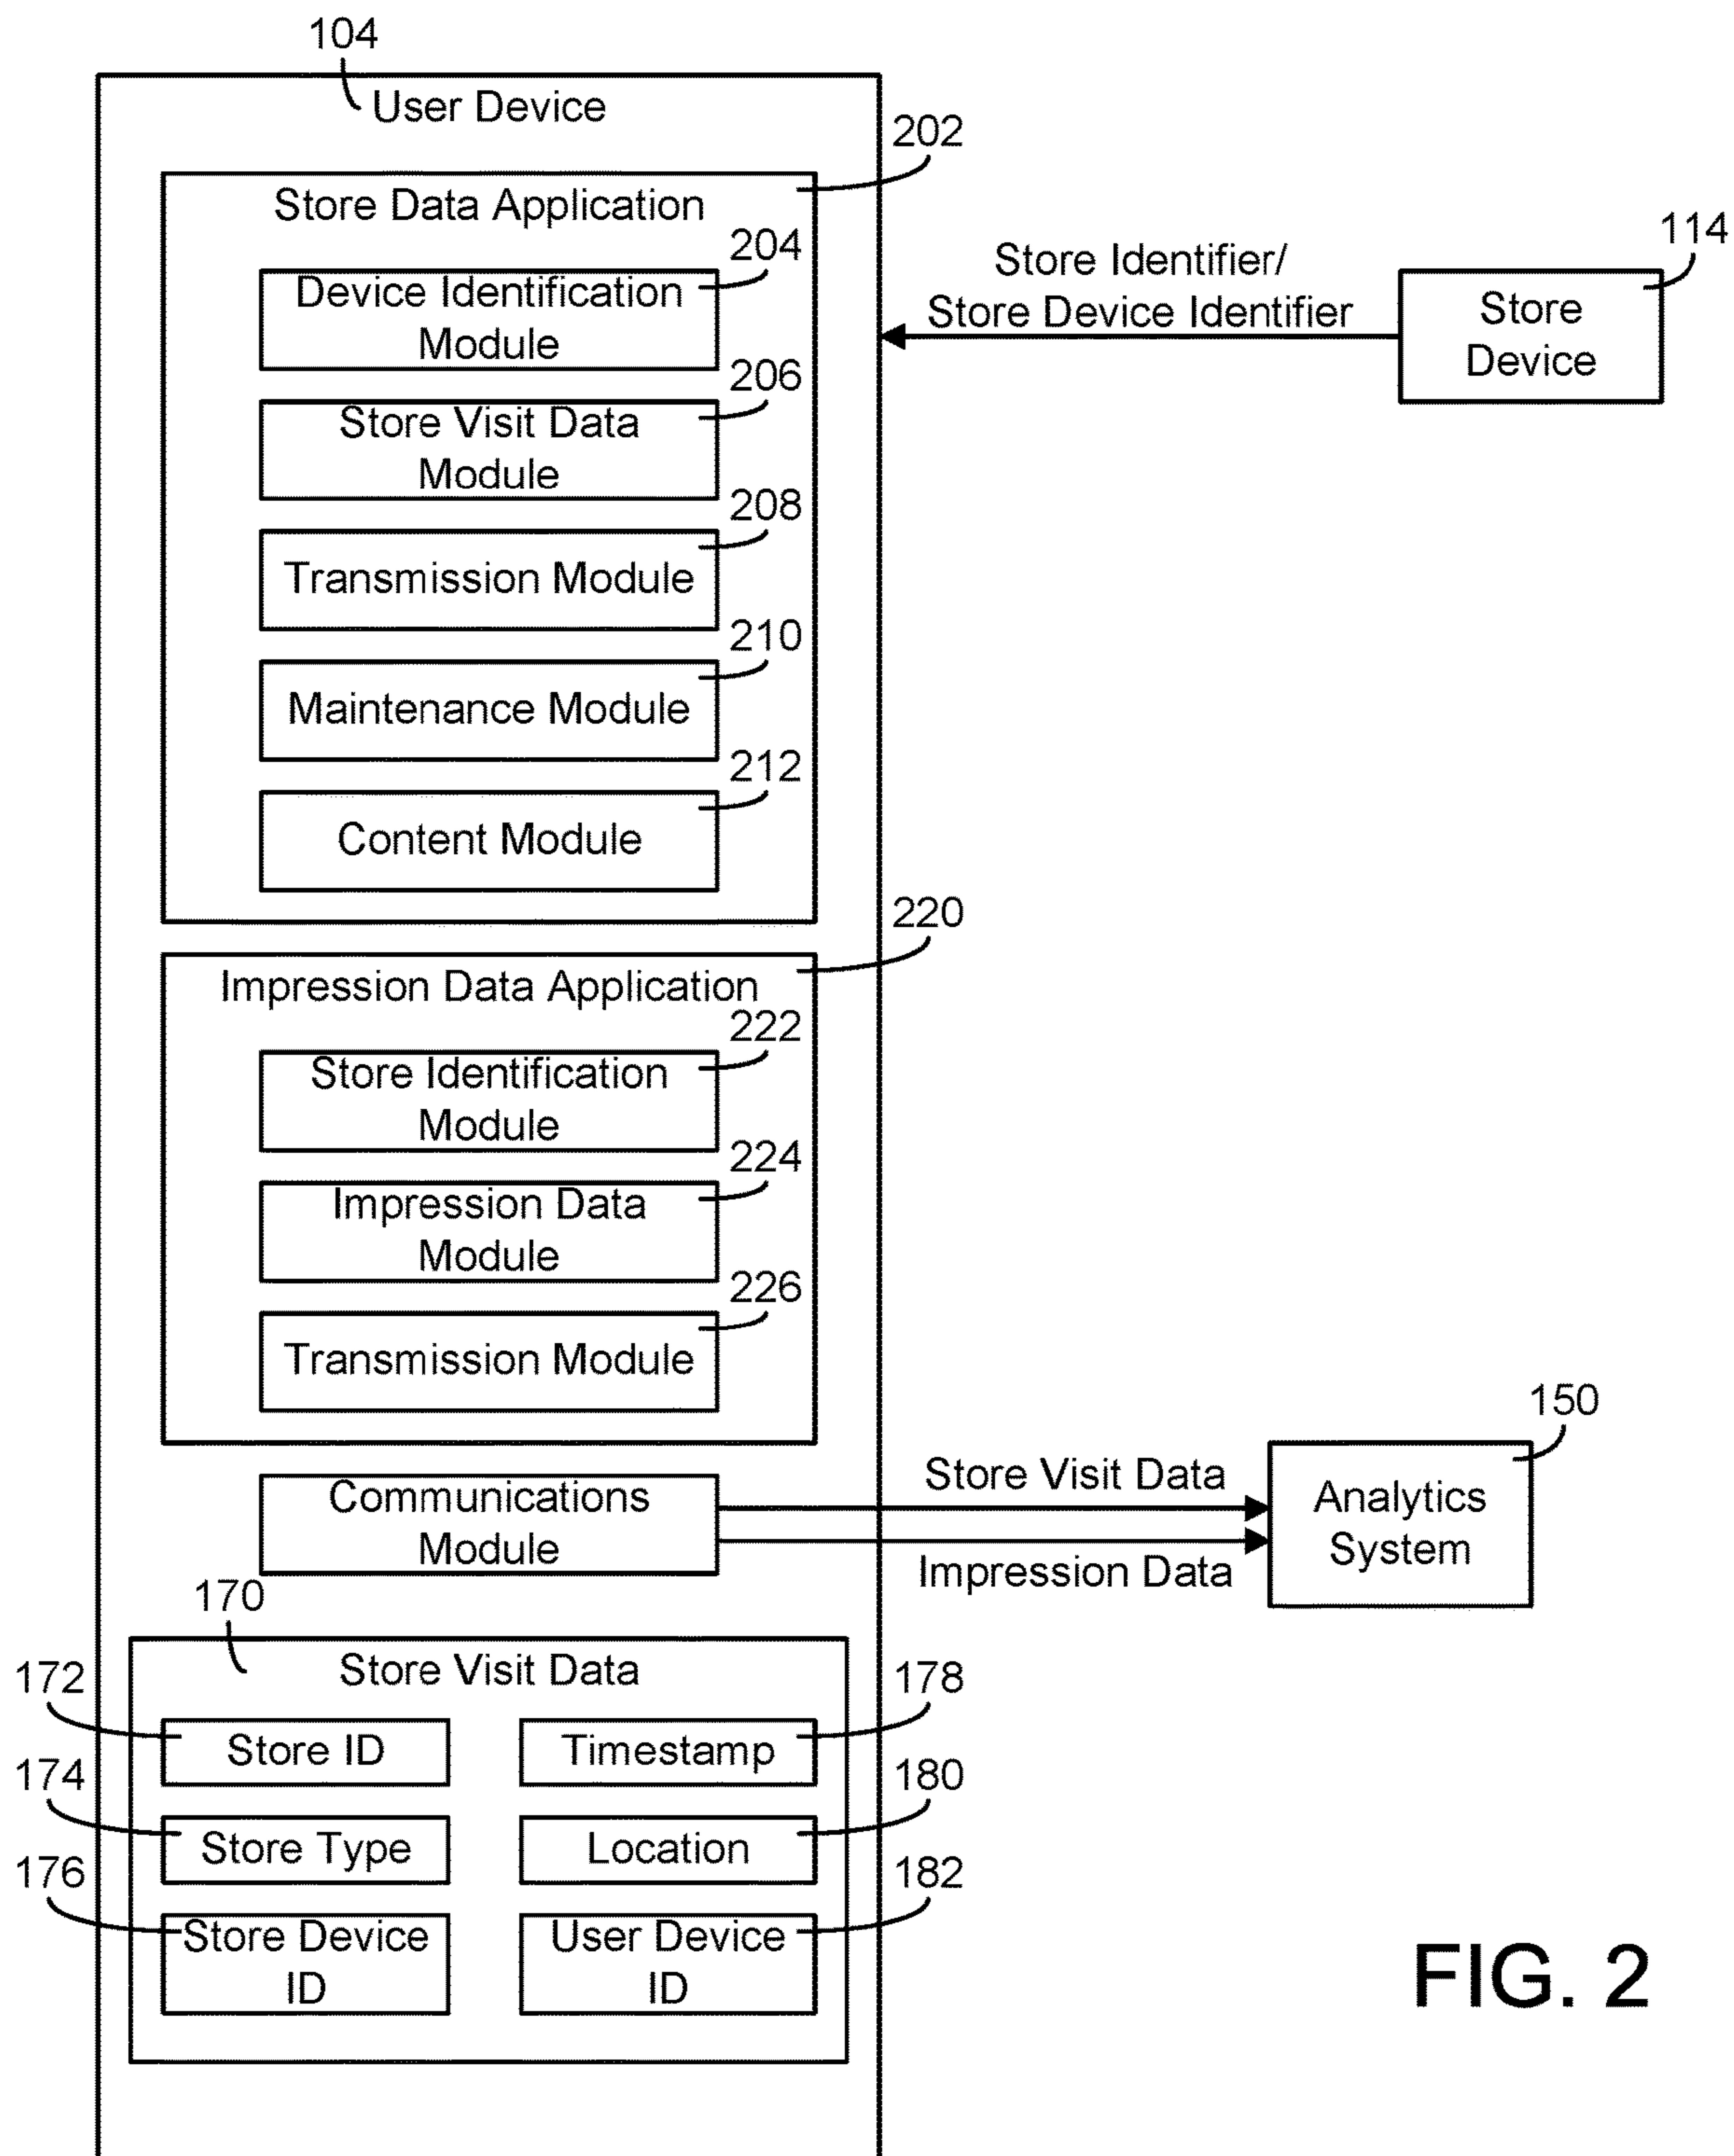 104
User Device
202
Store Data Application
204
Device Identification
Module
206
Store Visit Data
Module
208
Transmission Module
210
Maintenance Module
212
Content Module
Store Identifier/
Store Device Identifier
114
Store
Device
220
Impression Data Application
222
Store Identification
Module
224
Impression Data
Module
226
Transmission Module
Communications
Module
Store Visit Data
Impression Data
150
Analytics
System
170
Store Visit Data
172
Store ID
178
Timestamp
174
Store Type
180
Location
176
Store Device
ID
182
User Device
ID
FIG. 2